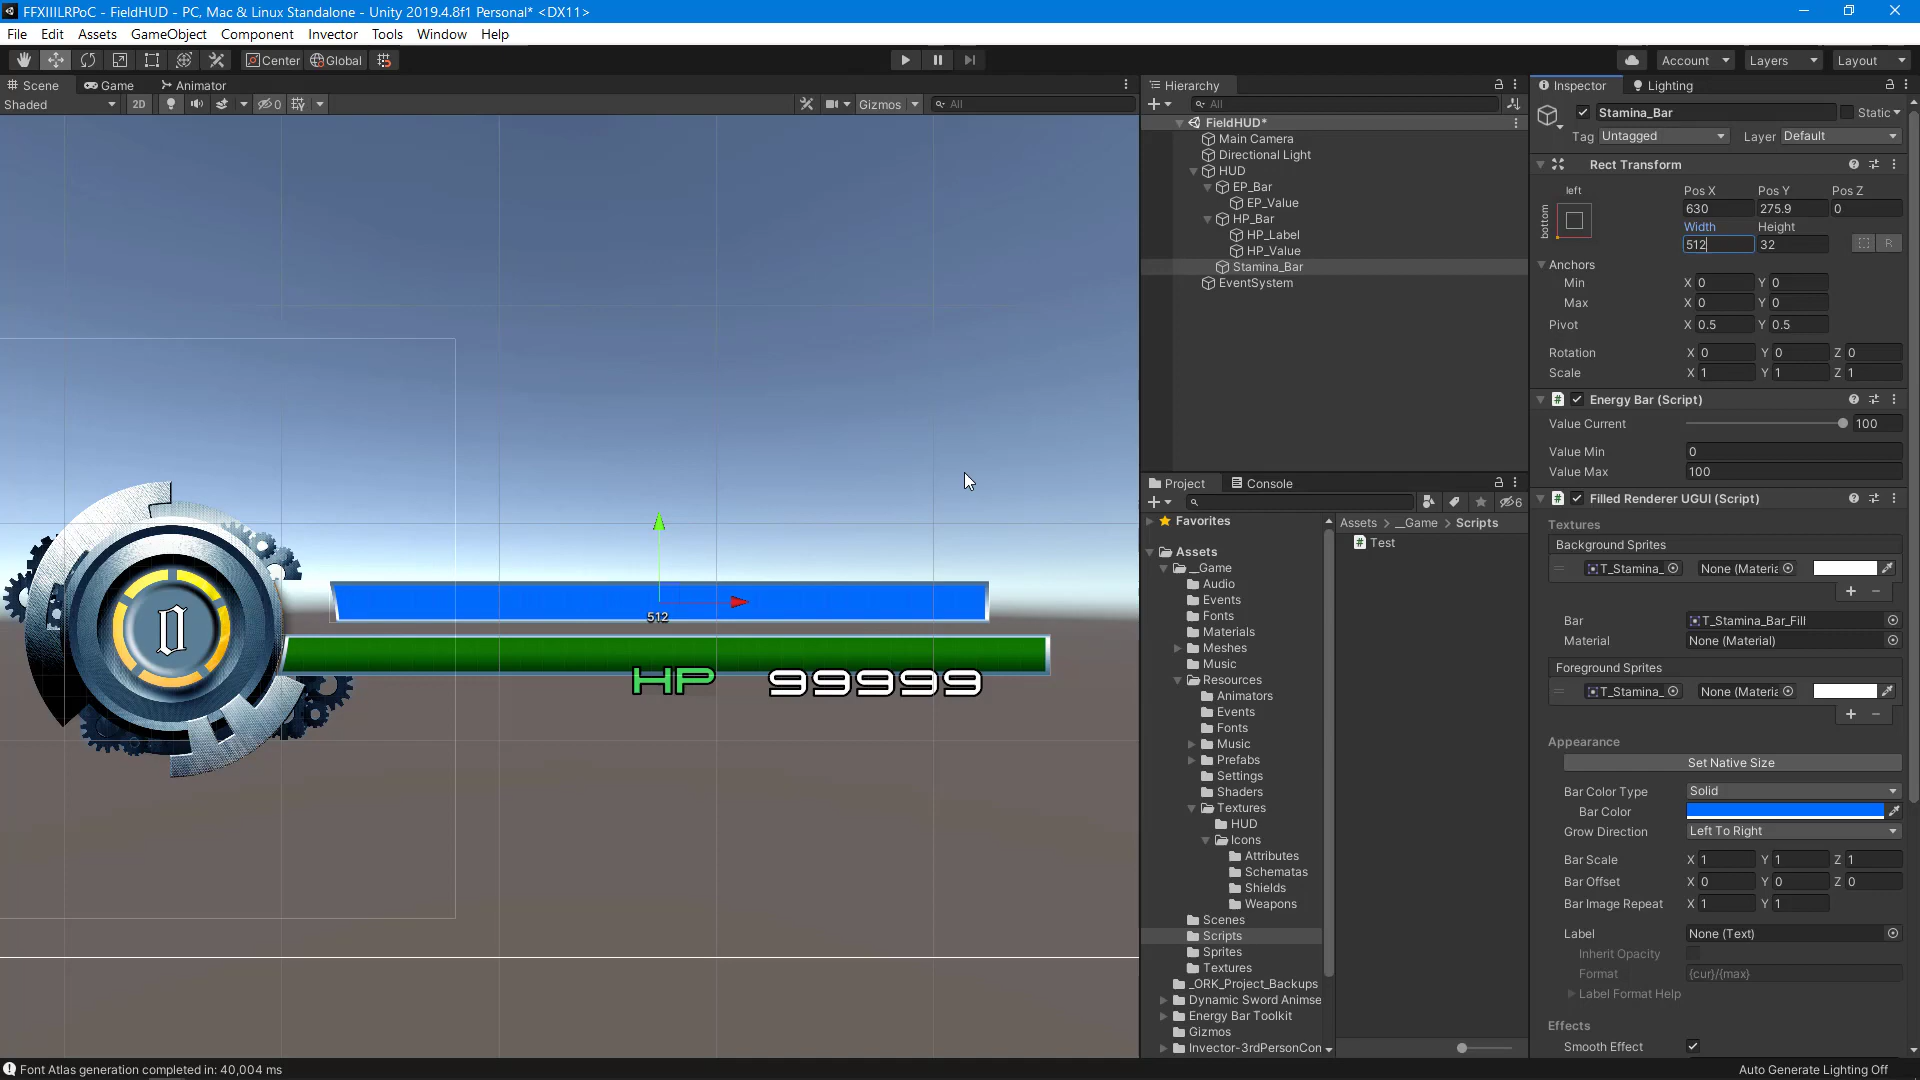 FFXIIILRPoC - FieldHUD - PC, Mac & Linux Standalone - Unity 2019.4.8f1 Personal* <DX11>
File Edit Assets GameObject Component Invector Tools Window Help
Center Global Account Layers Layout
Scene Game Animator
Shaded 2D 0 Gizmos All
512
HP 99999
0
Hierarchy
All
FieldHUD*
Main Camera
Directional Light
HUD
EP_Bar
EP_Value
HP_Bar
HP_Label
HP_Value
Stamina_Bar
EventSystem
Project Console
6
Favorites
Assets
__Game
Audio
Events
Fonts
Materials
Meshes
Music
Resources
Animators
Events
Fonts
Music
Prefabs
Settings
Shaders
Textures
HUD
Icons
Attributes
Schematas
Shields
Weapons
Scenes
Scripts
Sprites
Textures
_ORK_Project_Backups
Dynamic Sword Animse
Energy Bar Toolkit
Gizmos
Invector-3rdPersonCon
Assets > __Game > Scripts
Test
Inspector Lighting
Stamina_Bar Static
Tag Untagged Layer Default
Rect Transform
left
bottom
Pos X Pos Y Pos Z
630 275.9 0
Width Height
512 32 R
Anchors
Min X 0 Y 0
Max X 0 Y 0
Pivot X 0.5 Y 0.5
Rotation X 0 Y 0 Z 0
Scale X 1 Y 1 Z 1
Energy Bar (Script)
Value Current 100
Value Min 0
Value Max 100
Filled Renderer UGUI (Script)
Textures
Background Sprites
T_Stamina_ None (Materia
Bar T_Stamina_Bar_Fill
Material None (Material)
Foreground Sprites
T_Stamina_ None (Materia
Appearance
Set Native Size
Bar Color Type Solid
Bar Color
Grow Direction Left To Right
Bar Scale X 1 Y 1 Z 1
Bar Offset X 0 Y 0 Z 0
Bar Image Repeat X 1 Y 1
Label None (Text)
Inherit Opacity
Format {cur}/{max}
Label Format Help
Effects
Smooth Effect
Font Atlas generation completed in: 40,004 ms
Auto Generate Lighting Off